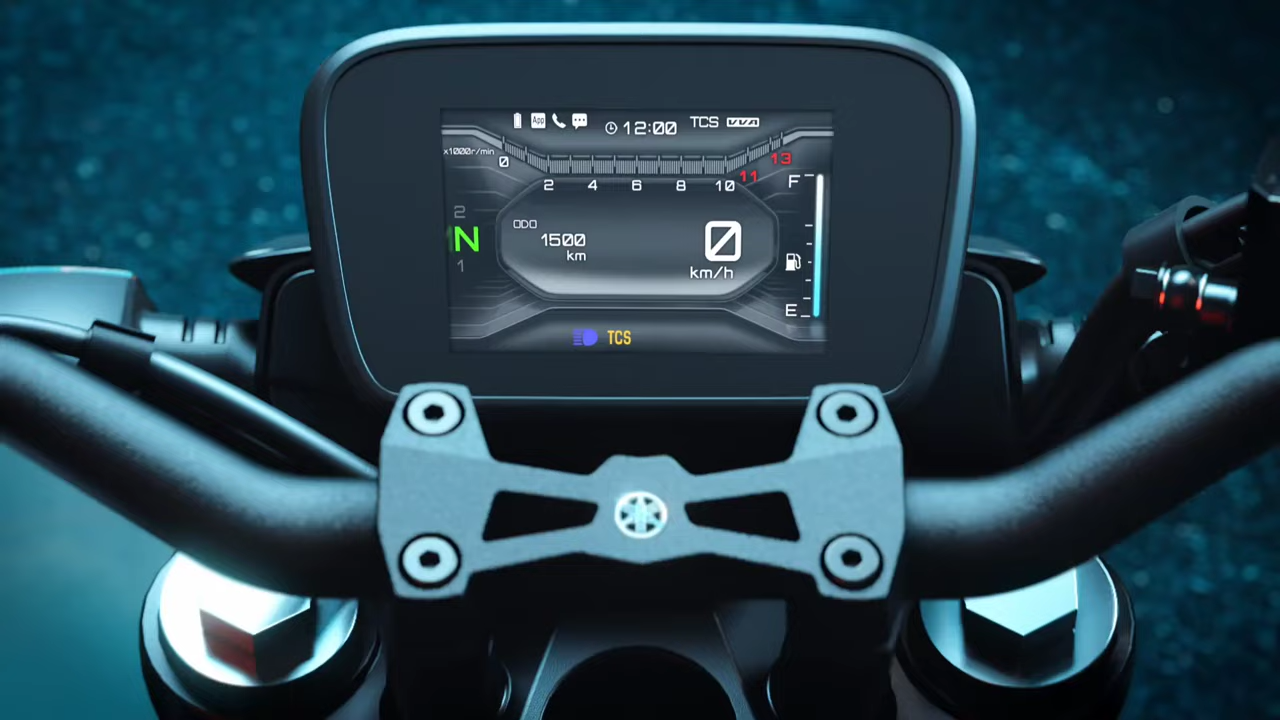 App 12:00 TCS VVA
x1000r/min
0 2 4 6 8 10 11 13
F
2
N
1
ODO
1500
km
0
km/h
E
TCS